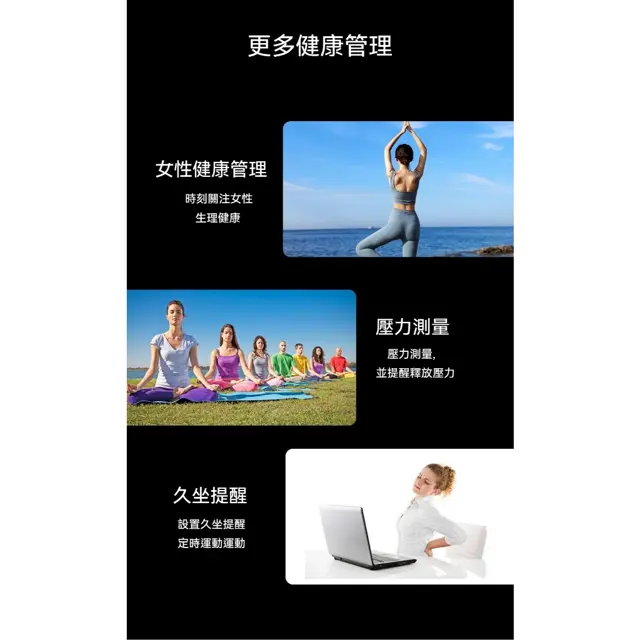 更多健康管理
女性健康管理
時刻關注女性
生理健康
壓力測量
壓力測量,
並提醒釋放壓力
久坐提醒
設置久坐提醒
定時運動運動